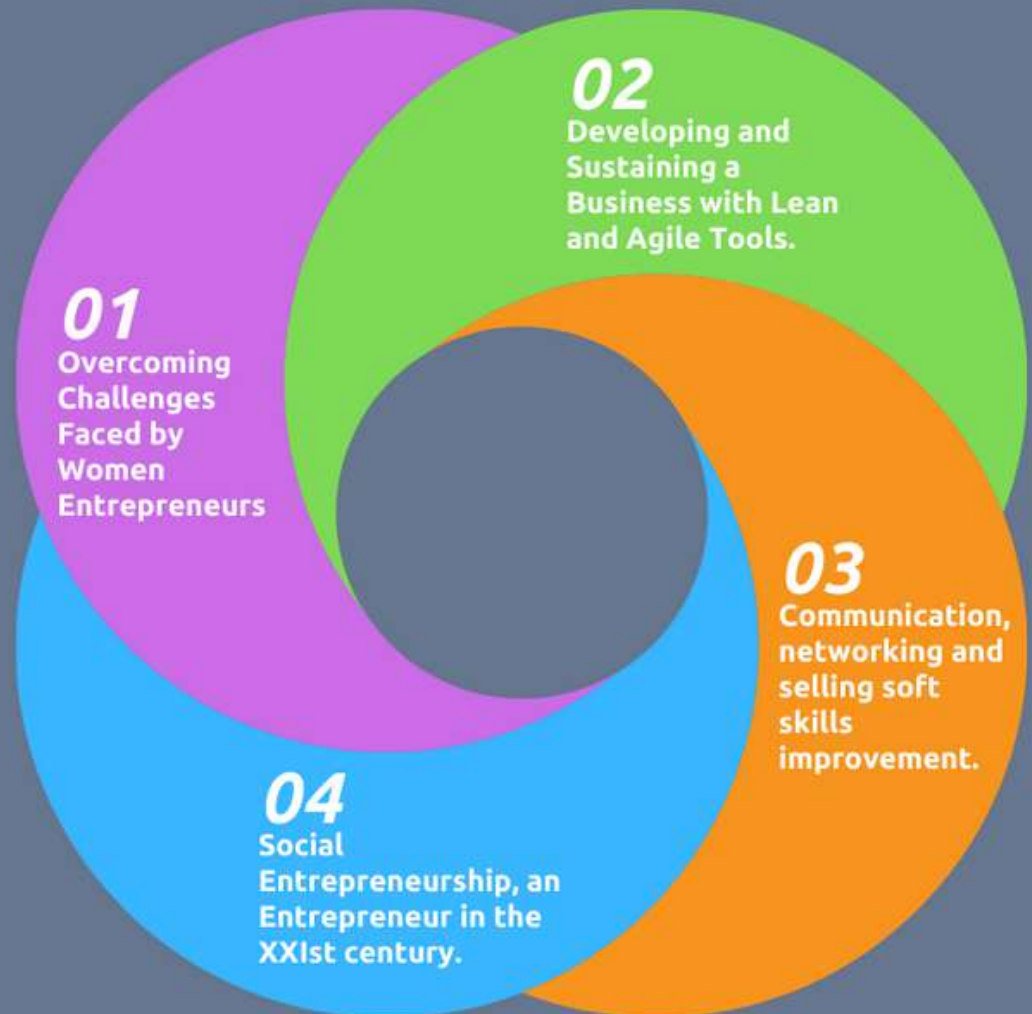 01
Overcoming
Challenges
Faced by
Women
Entrepreneurs
02
Developing and
Sustaining a
Business with Lean
and Agile Tools.
03
Communication,
networking and
selling soft
skills
improvement.
04
Social
Entrepreneurship, an
Entrepreneur in the
XXIst century.